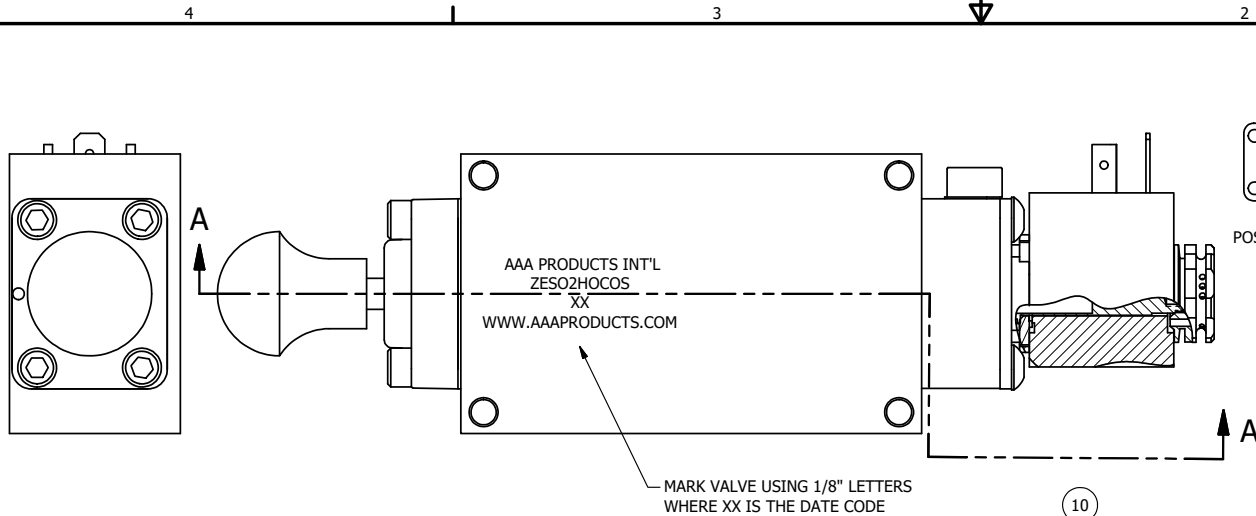 4
3
2
A
AAA PRODUCTS INT'L
ZESO2HOCOS
XX
WWW.AAAPRODUCTS.COM
POS
A
MARK VALVE USING 1/8" LETTERS
WHERE XX IS THE DATE CODE
10